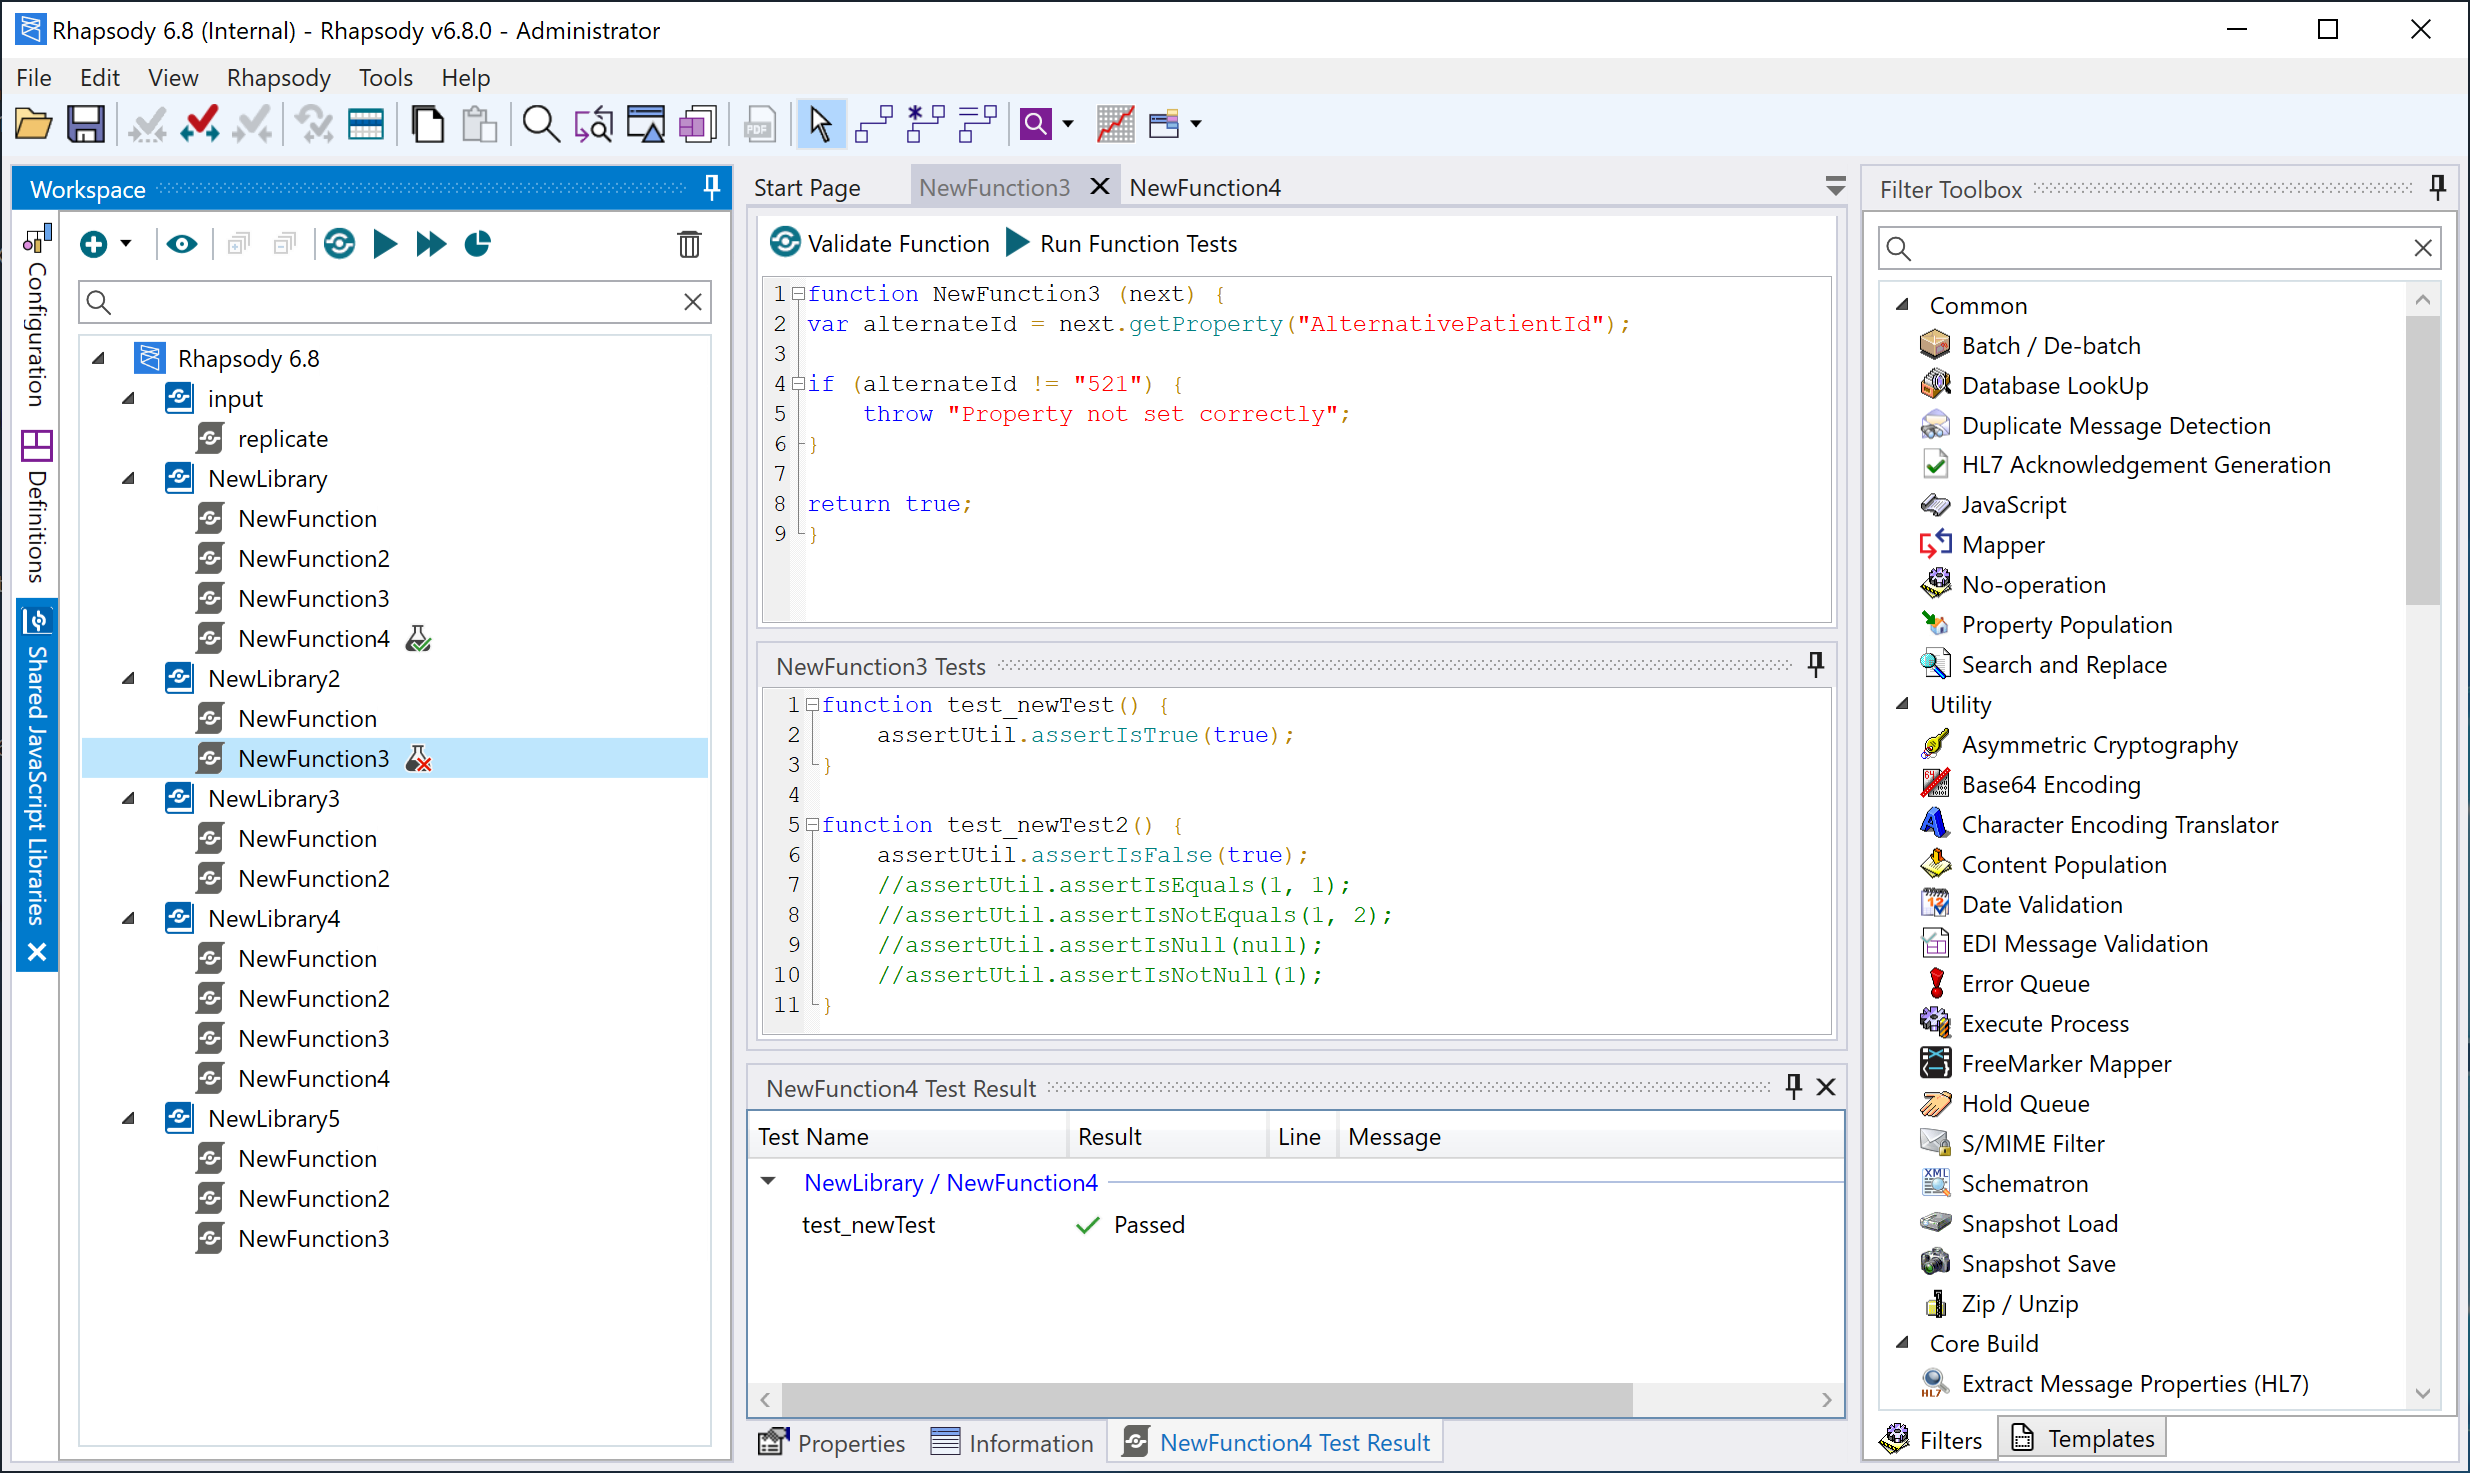 Rhapsody 6.8 (Internal) - Rhapsody v6.8.0 - Administrator
File Edit View Rhapsody Tools Help
PDF
Workspace
Configuration
Definitions
Shared JavaScript Libraries
Rhapsody 6.8
input
replicate
NewLibrary
NewFunction
NewFunction2
NewFunction3
NewFunction4
NewLibrary2
NewFunction
NewFunction3
NewLibrary3
NewFunction
NewFunction2
NewLibrary4
NewFunction
NewFunction2
NewFunction3
NewFunction4
NewLibrary5
NewFunction
NewFunction2
NewFunction3
Start Page NewFunction3 NewFunction4
Validate Function Run Function Tests
1 function NewFunction3 (next) {
2 var alternateId = next.getProperty("AlternativePatientId");
3
4 if (alternateId != "521") {
5 throw "Property not set correctly";
6 }
7
8 return true;
9 }
NewFunction3 Tests
1 function test_newTest() {
2 assertUtil.assertIsTrue(true);
3 }
4
5 function test_newTest2() {
6 assertUtil.assertIsFalse(true);
7 //assertUtil.assertIsEquals(1, 1);
8 //assertUtil.assertIsNotEquals(1, 2);
9 //assertUtil.assertIsNull(null);
10 //assertUtil.assertIsNotNull(1);
11 }
NewFunction4 Test Result
Test Name Result Line Message
NewLibrary / NewFunction4
test_newTest Passed
Properties Information NewFunction4 Test Result
Filter Toolbox
Common
Batch / De-batch
Database LookUp
Duplicate Message Detection
HL7 Acknowledgement Generation
JavaScript
Mapper
No-operation
Property Population
Search and Replace
Utility
Asymmetric Cryptography
Base64 Encoding
Character Encoding Translator
Content Population
Date Validation
EDI Message Validation
Error Queue
Execute Process
FreeMarker Mapper
Hold Queue
S/MIME Filter
XML
Schematron
Snapshot Load
Snapshot Save
Zip / Unzip
Core Build
HL7
Extract Message Properties (HL7)
Filters Templates